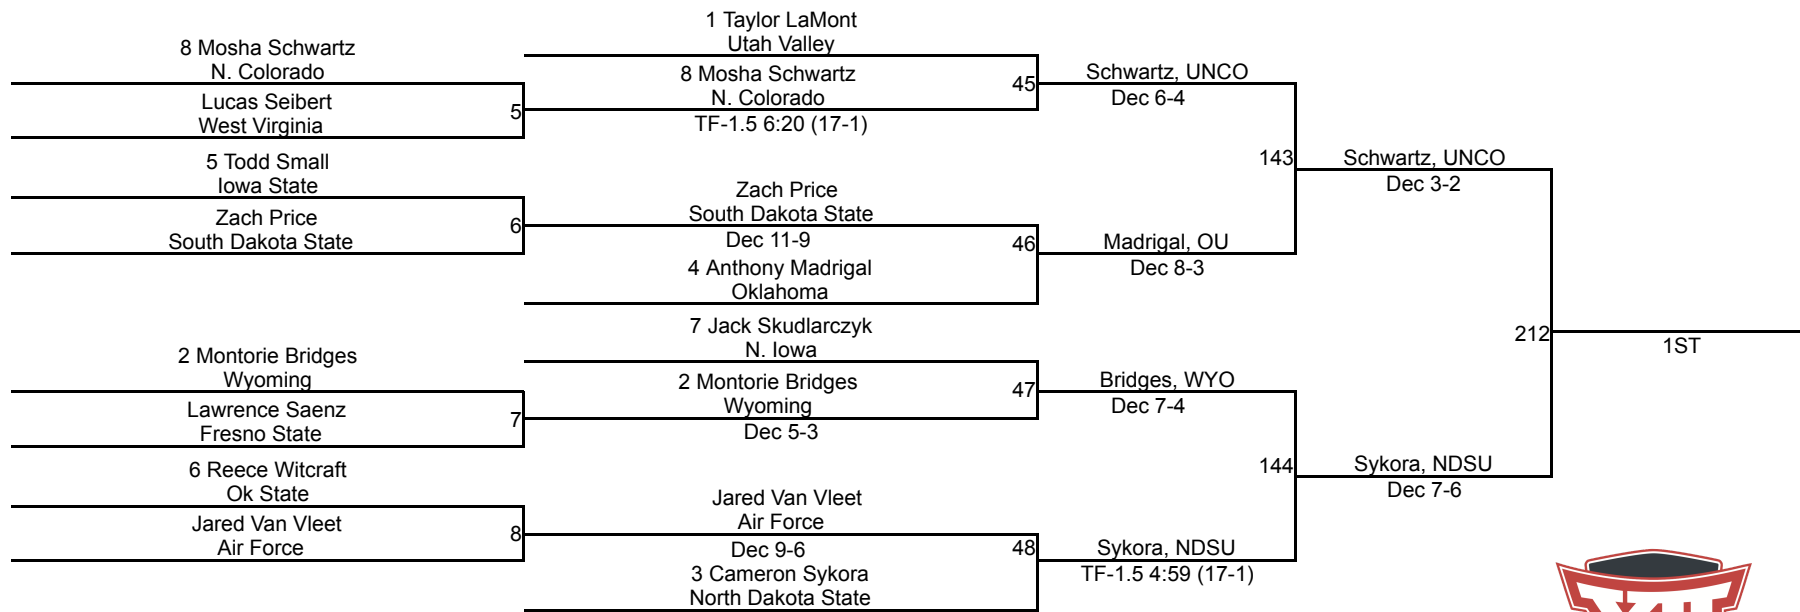 1 Taylor LaMont
Utah Valley
8 Mosha Schwartz
N. Colorado
8 Mosha Schwartz
N. Colorado
45
Schwartz, UNCO
Dec 6-4
Lucas Seibert
West Virginia
5
TF-1.5 6:20 (17-1)
5 Todd Small
Iowa State
143
Schwartz, UNCO
Dec 3-2
Zach Price
South Dakota State
Zach Price
South Dakota State
6
Dec 11-9
46
Madrigal, OU
Dec 8-3
4 Anthony Madrigal
Oklahoma
7 Jack Skudlarczyk
N. Iowa
212
1ST
2 Montorie Bridges
Wyoming
2 Montorie Bridges
Wyoming
47
Bridges, WYO
Dec 7-4
Lawrence Saenz
Fresno State
7
Dec 5-3
6 Reece Witcraft
Ok State
144
Sykora, NDSU
Dec 7-6
Jared Van Vleet
Air Force
Jared Van Vleet
Air Force
8
Dec 9-6
48
Sykora, NDSU
TF-1.5 4:59 (17-1)
3 Cameron Sykora
North Dakota State